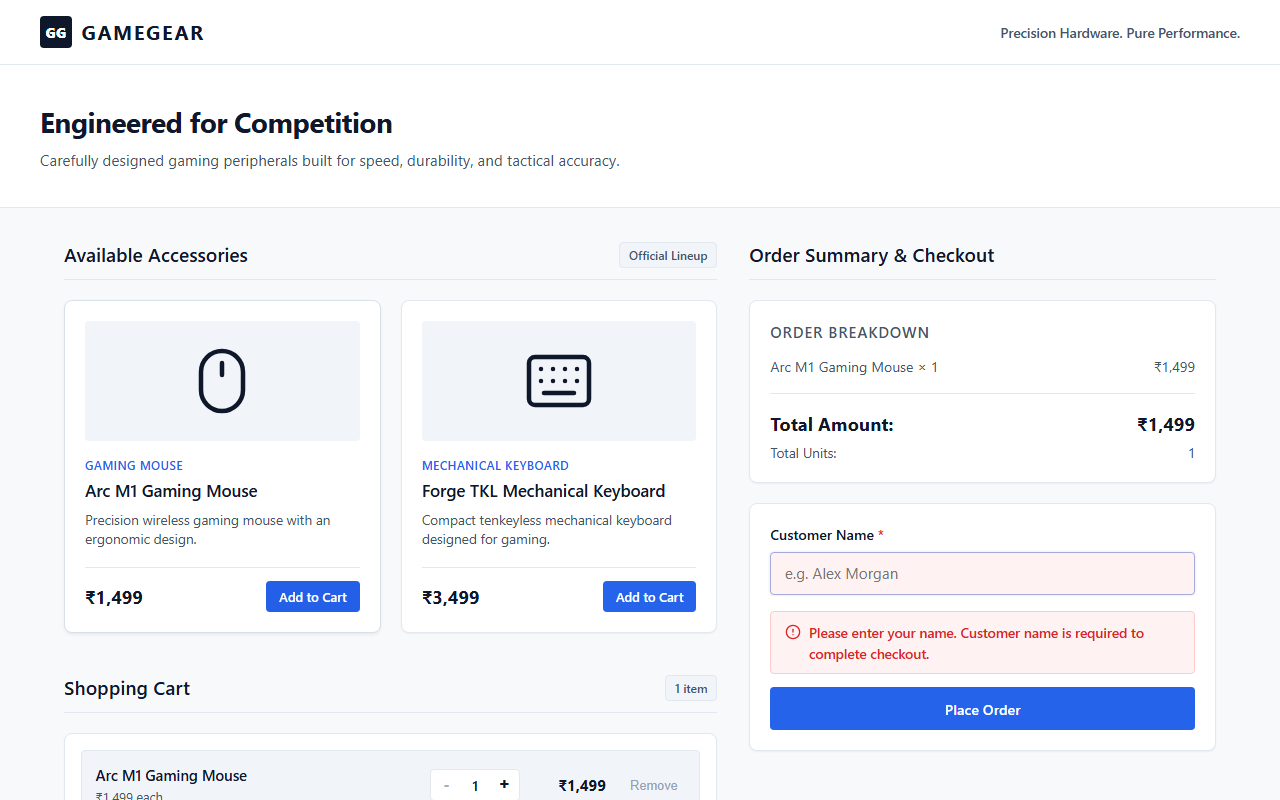 GG GAMEGEAR
Precision Hardware. Pure Performance.
Engineered for Competition
Carefully designed gaming peripherals built for speed, durability, and tactical accuracy.
Available Accessories
Official Lineup
GAMING MOUSE
Arc M1 Gaming Mouse
Precision wireless gaming mouse with an
ergonomic design.
₹1,499
Add to Cart
MECHANICAL KEYBOARD
Forge TKL Mechanical Keyboard
Compact tenkeyless mechanical keyboard
designed for gaming.
₹3,499
Add to Cart
Shopping Cart
1 item
Arc M1 Gaming Mouse
₹1,499 each
- 1 +
₹1,499
Remove
Order Summary & Checkout
ORDER BREAKDOWN
Arc M1 Gaming Mouse × 1
₹1,499
Total Amount:
₹1,499
Total Units:
1
Customer Name *
e.g. Alex Morgan
Please enter your name. Customer name is required to
complete checkout.
Place Order